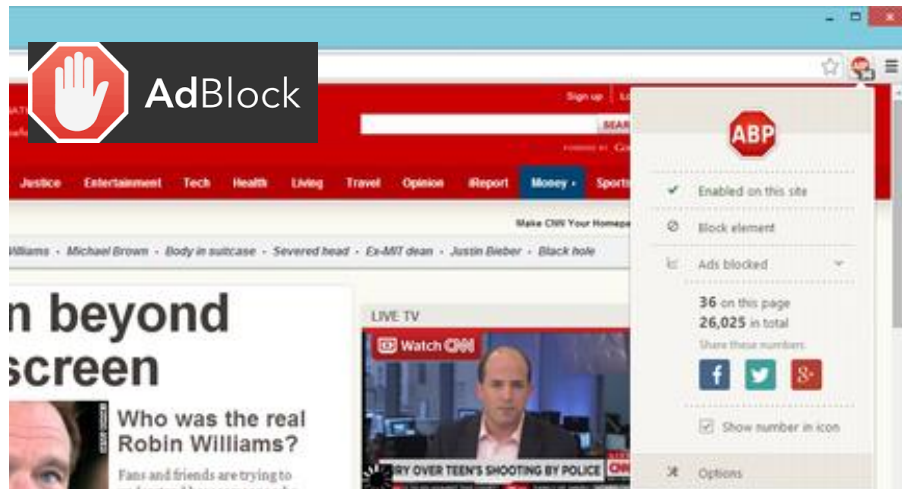 AdBlock
Sign up
SEAR
ABP
Justice Entertainment Tech Health Living Travel Opinion iReport Money Sports
Enabled on this site
Make CNN Your Homepa
Block element
Williams · Michael Brown · Body in suitcase · Severed head · Ex-MIT dean · Justin Bieber · Black hole
Ads blocked
36 on this page
26,025 in total
Share these numbers
n beyond
screen
LIVE TV
Watch CNN
Who was the real
Robin Williams?
Fans and friends are trying to
RY OVER TEEN'S SHOOTING BY POLICE
f
8+
Show number in icon
Options